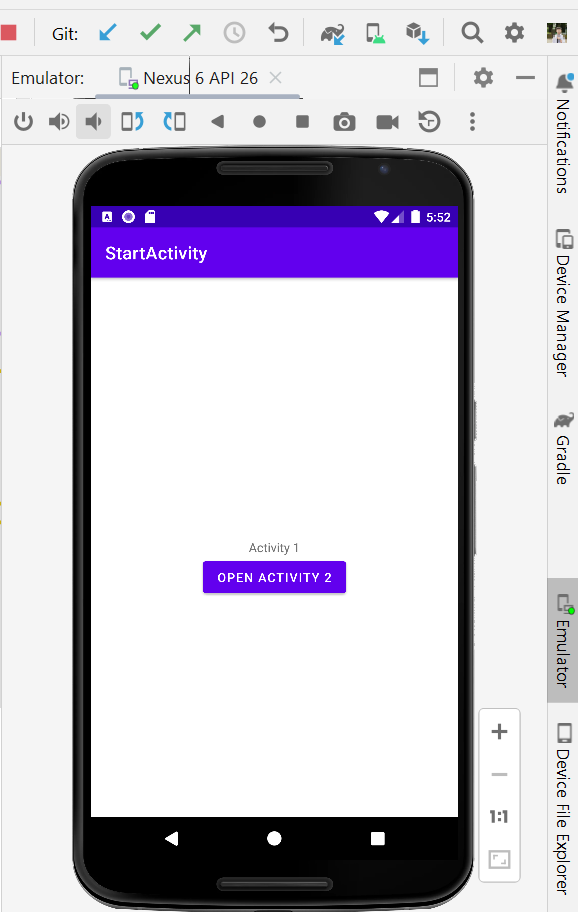 Git:
Emulator:
Nexus 6 API 26
5:52
StartActivity
Activity 1
OPEN ACTIVITY 2
1:1
Notifications
Device Manager
Gradle
Emulator
Device File Explorer